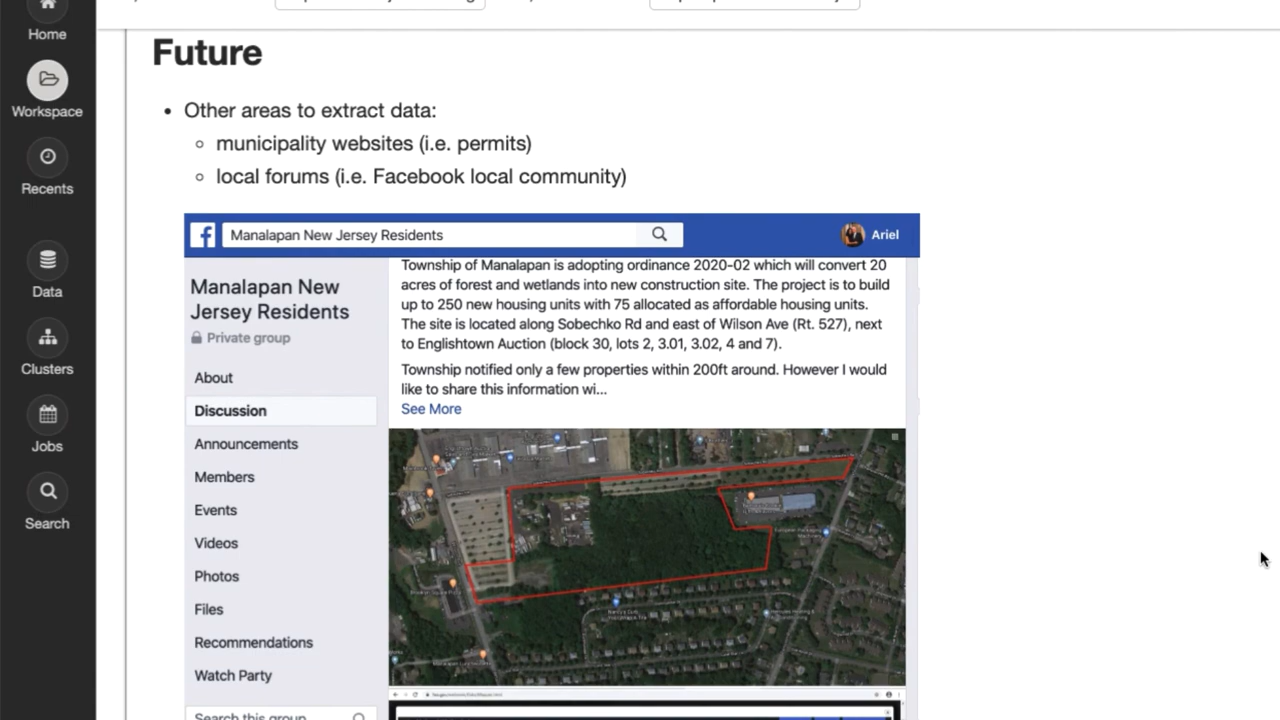 Home
Workspace
Recents
Data
Clusters
Jobs
Search
Future
Other areas to extract data:
municipality websites (i.e. permits)
local forums (i.e. Facebook local community)
Manalapan New Jersey Residents
Ariel
Manalapan New
Jersey Residents
Private group
About
Discussion
Announcements
Members
Events
Videos
Photos
Files
Recommendations
Watch Party
Search this group
Township of Manalapan is adopting ordinance 2020-02 which will convert 20
acres of forest and wetlands into new construction site. The project is to build
up to 250 new housing units with 75 allocated as affordable housing units.
The site is located along Sobechko Rd and east of Wilson Ave (Rt. 527), next
to Englishtown Auction (block 30, lots 2, 3.01, 3.02, 4 and 7).
Township notified only a few properties within 200ft around. However I would
like to share this information wi...
See More